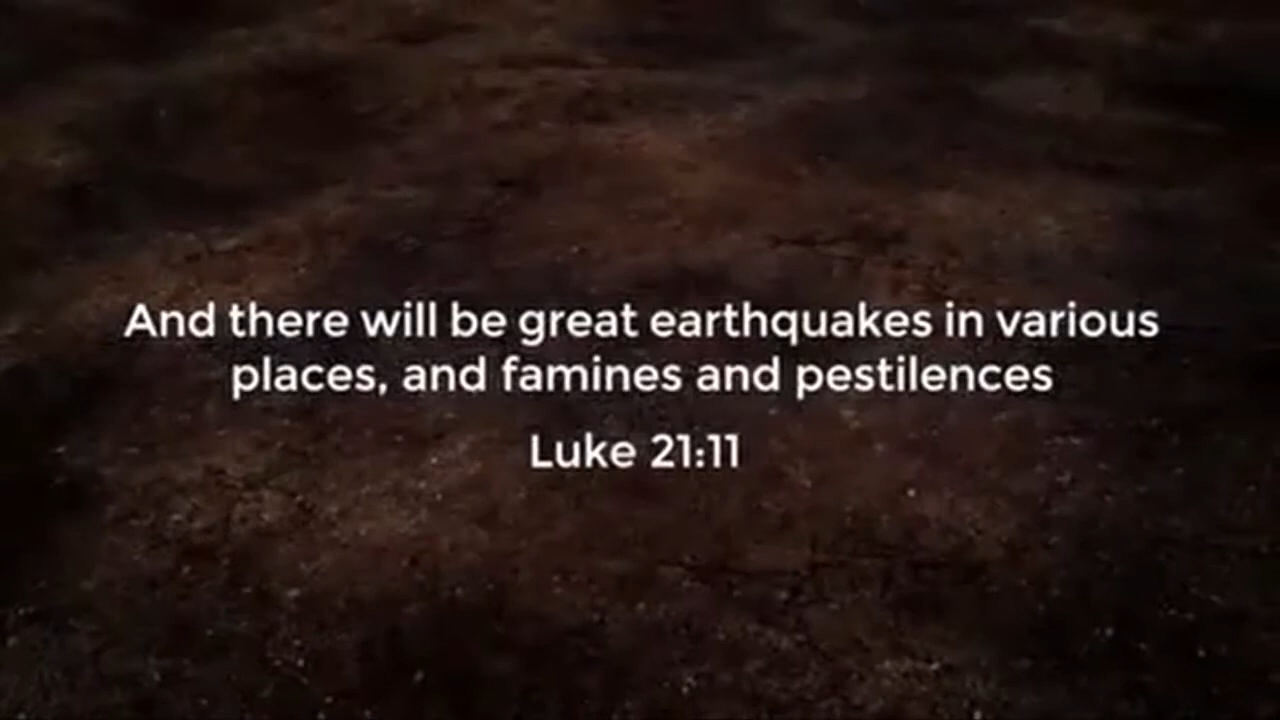 And there will be great earthquakes in various
places, and famines and pestilences
Luke 21:11